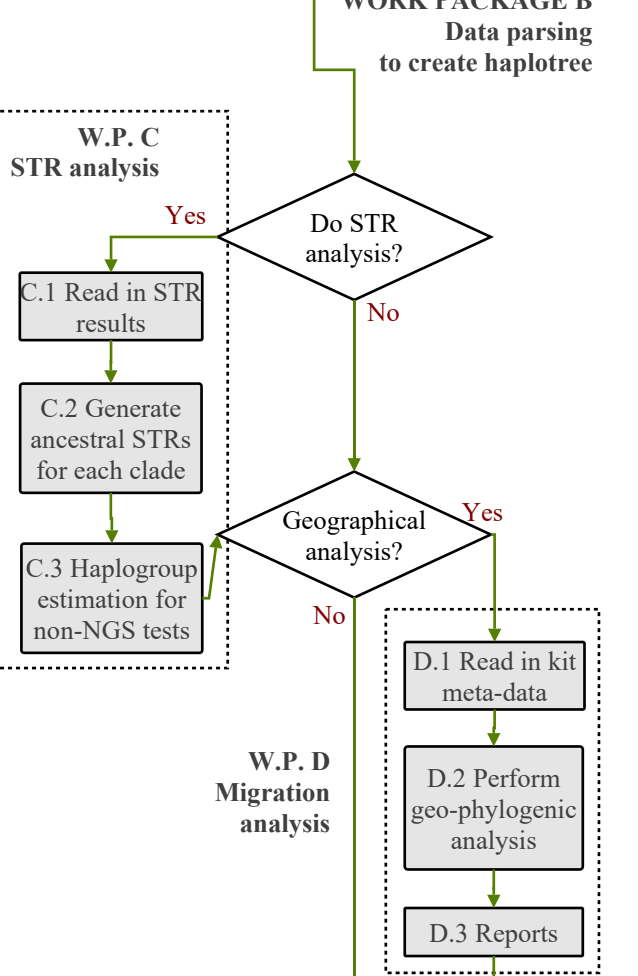 WORK PACKAGE B
Data parsing
to create haplotree
W.P. C
STR analysis
Yes
Do STR
analysis?
No
C.1 Read in STR
results
C.2 Generate
ancestral STRs
for each clade
C.3 Haplogroup
estimation for
non-NGS tests
Geographical
analysis?
Yes
No
W.P. D
Migration
analysis
D.1 Read in kit
meta-data
D.2 Perform
geo-phylogenic
analysis
D.3 Reports